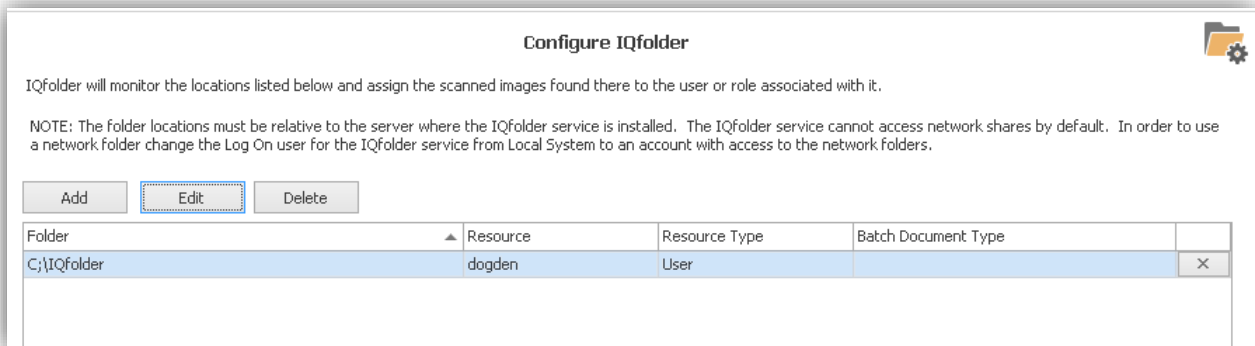 Configure IQfolder
IQfolder will monitor the locations listed below and assign the scanned images found there to the user or role associated with it.
NOTE: The folder locations must be relative to the server where the IQfolder service is installed.  The IQfolder service cannot access network shares by default.  In order to use
a network folder change the Log On user for the IQfolder service from Local System to an account with access to the network folders.
Add Edit Delete
Folder Resource Resource Type Batch Document Type
C;\IQfolder dogden User